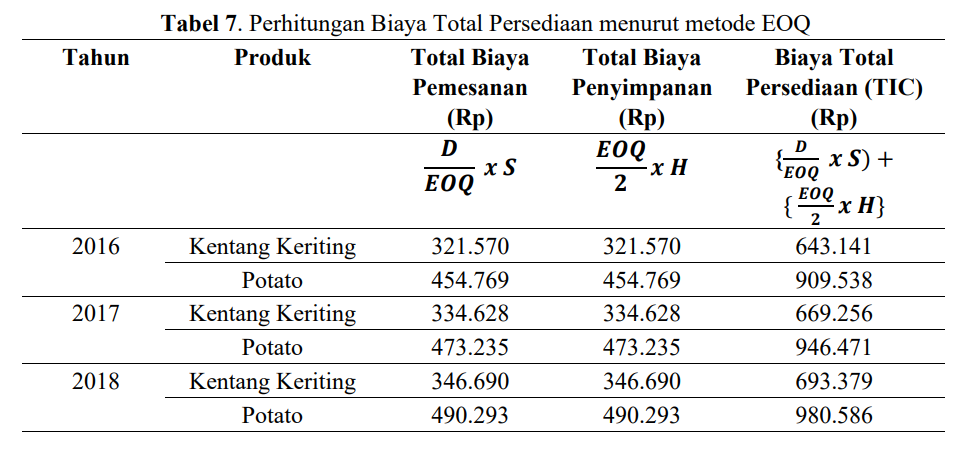 Tabel 7. Perhitungan Biaya Total Persediaan menurut metode EOQ
Tahun Produk Total Biaya Pemesanan (Rp) Total Biaya Penyimpanan (Rp) Biaya Total Persediaan (TIC) (Rp)
D/EOQ x S EOQ/2 x H {D/EOQ x S) + {EOQ/2 x H}
2016 Kentang Keriting 321.570 321.570 643.141
Potato 454.769 454.769 909.538
2017 Kentang Keriting 334.628 334.628 669.256
Potato 473.235 473.235 946.471
2018 Kentang Keriting 346.690 346.690 693.379
Potato 490.293 490.293 980.586